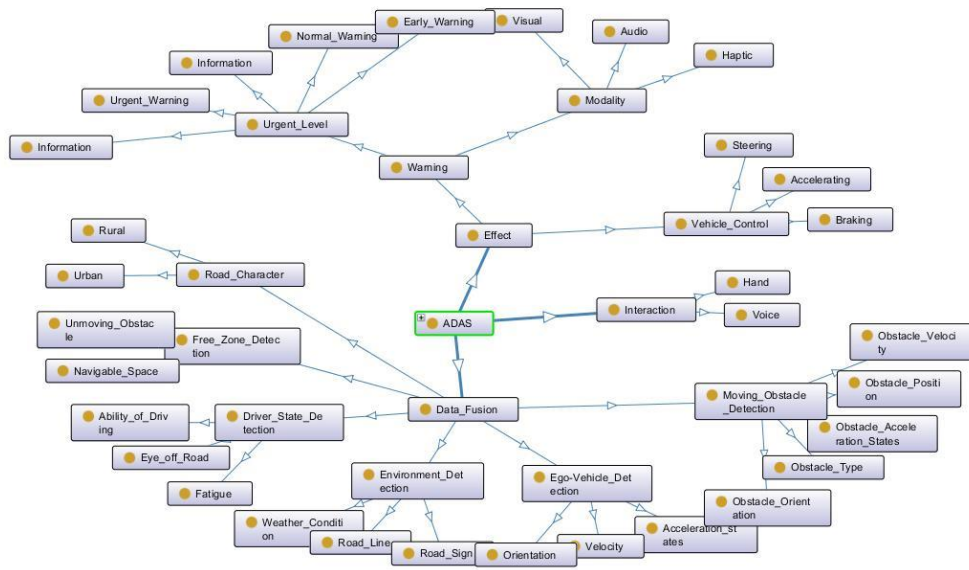 Visual
Early_Warning
Normal_Warning
Audio
Haptic
Information
Urgent_Warning
Modality
Urgent_Level
Information
Steering
Warning
Accelerating
Braking
Vehicle_Control
Effect
Rural
Urban
Road_Character
Hand
Interaction
Voice
ADAS
Unmoving_Obstac
le
Free_Zone_Detec
tion
Navigable_Space
Obstacle_Veloci
ty
Obstacle_Positi
on
Moving_Obstacle
_Detection
Data_Fusion
Ability_of_Dri
ving
Driver_State_De
tection
Obstacle_Accele
ration_States
Eye_off_Road
Obstacle_Type
Environment_Det
ection
Ego-Vehicle_Det
ection
Fatigue
Obstacle_Orient
ation
Weather_Conditi
on
Road_Line
Road_Sign
Orientation
Velocity
Acceleration_st
ates